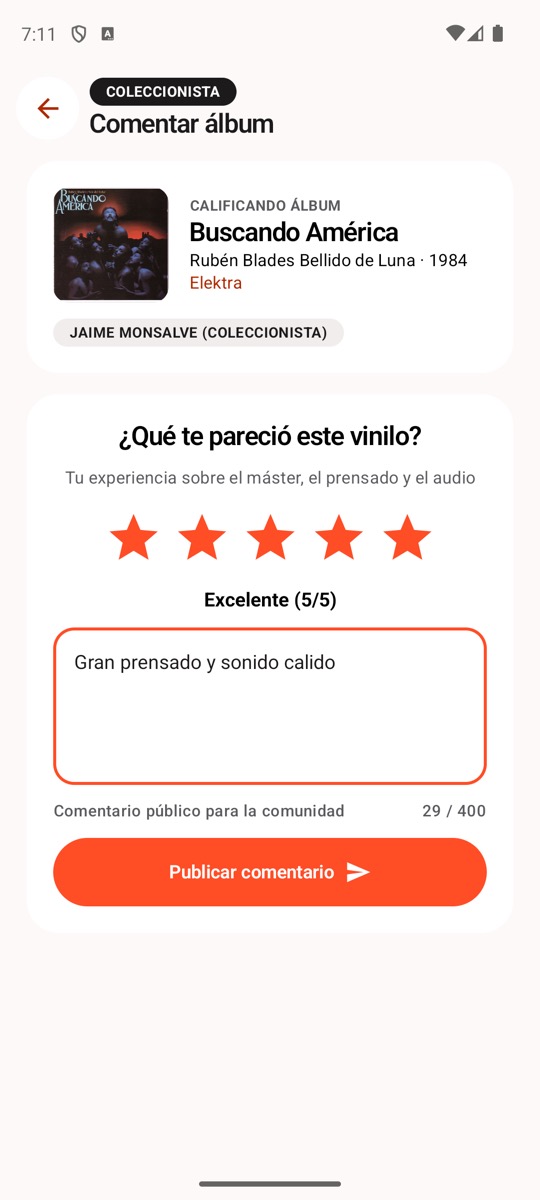 7:11
COLECCIONISTA
Comentar álbum
BUSCANDO
AMERICA
CALIFICANDO ÁLBUM
Buscando América
Rubén Blades Bellido de Luna · 1984
Elektra
JAIME MONSALVE (COLECCIONISTA)
¿Qué te pareció este vinilo?
Tu experiencia sobre el máster, el prensado y el audio
Excelente (5/5)
Gran prensado y sonido calido
Comentario público para la comunidad 29 / 400
Publicar comentario